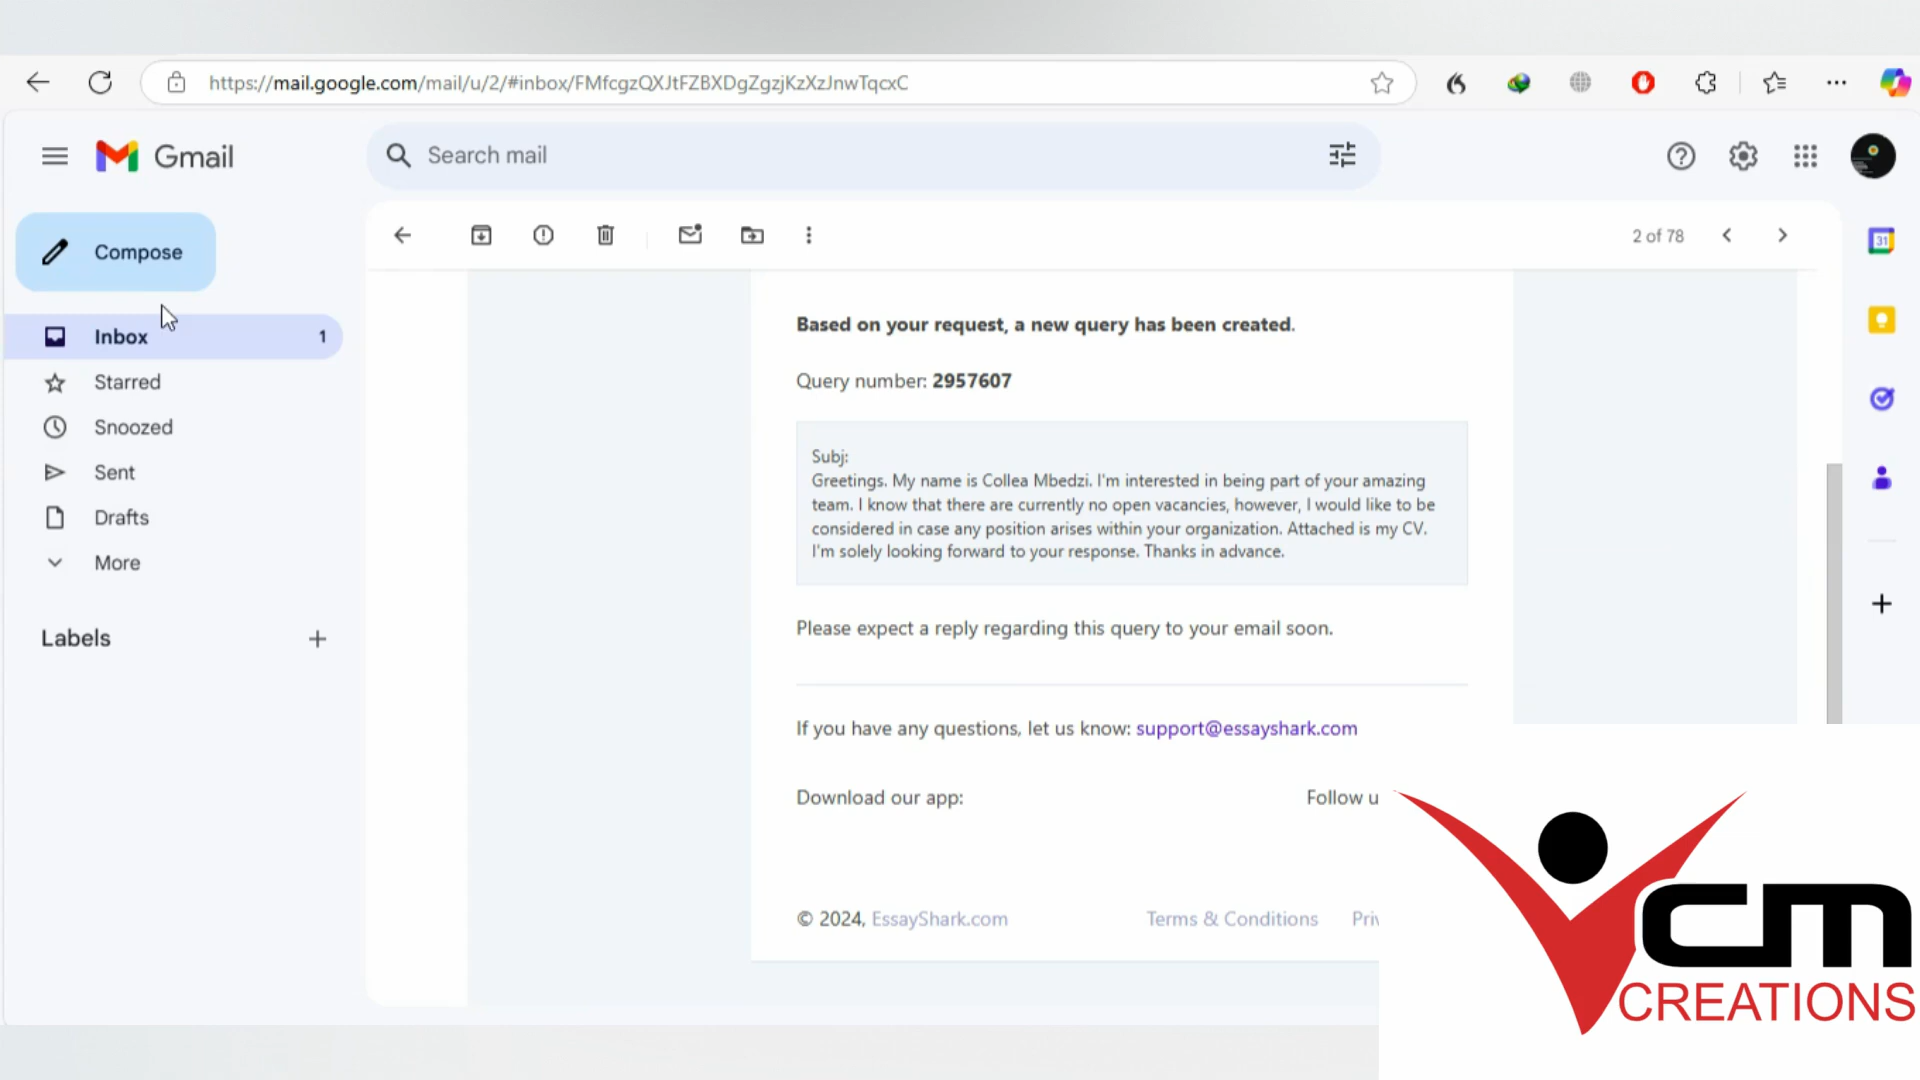 https://mail.google.com/mail/u/2/#inbox/FMfcgzQXJtFZBXDgZgzjKzXzJnwTqcxC
Gmail
Search mail
Compose
2 of 78
31
Inbox 1
Starred
Snoozed
Sent
Drafts
More
Labels
Based on your request, a new query has been created.
Query number: 2957607
Subj:
Greetings. My name is Collea Mbedzi. I'm interested in being part of your amazing
team. I know that there are currently no open vacancies, however, I would like to be
considered in case any position arises within your organization. Attached is my CV.
I'm solely looking forward to your response. Thanks in advance.
Please expect a reply regarding this query to your email soon.
If you have any questions, let us know: support@essayshark.com
Download our app:
Follow u
© 2024, EssayShark.com
Terms & Conditions
Priv
CM
CREATIONS